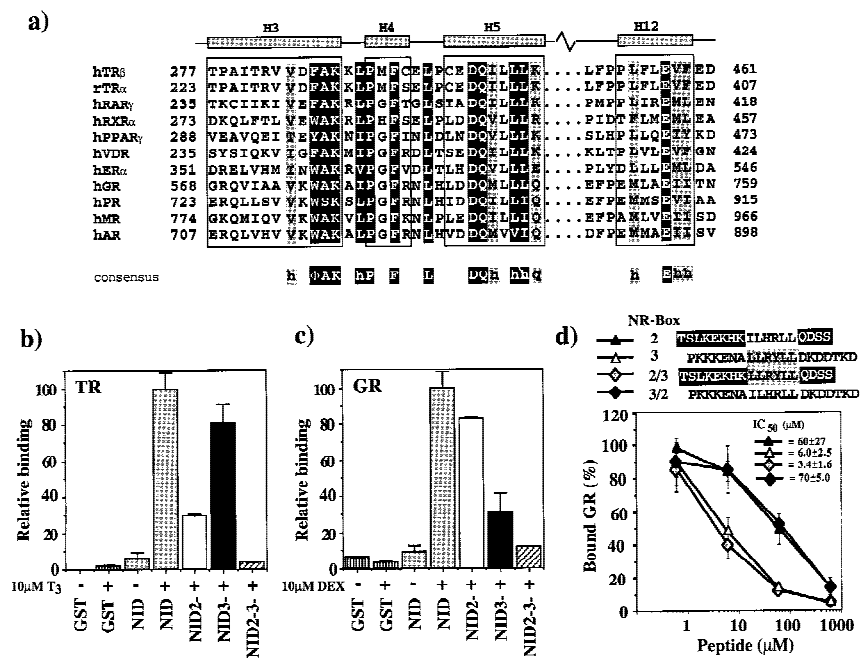 a)
H3 H4 H5 H12
hTRβ 277 TPAITRVVDFAKKLPMFCELPCEDQIILLK....LFPPLFLEVFED 461
rTRα 223 TPAITRVVDFAKKLPMFSELPCEDQIILLK....LFPPLFLEVFED 407
hRARγ 235 TKCIIKIVEFAKRLPGFTGLSIADQITLLK....PMPPLIREMLEN 418
hRXRα 273 DKQLFTLVEWAKRIPHFSELPLDDQVILLR....PIDTFLMEMLEA 457
hPPARγ 288 VEAVQEITEYAKNIPGFINLDLNDQVTLLK....SLHPLLQEIYKD 473
hVDR 235 SYSIQKVIGFAKMIPGFRDLTSEDQIVLLK....KLTPLVLEVFGN 424
hERα 351 DRELVHMINWAKRVPGFVDLTLHDQVHLLE....PLYDLLLEMLDA 546
hGR 568 GRQVIAAVKWAKAIPGFRNLHLDDQMTLLQ....EFPEMLAEIITN 759
hPR 723 ERQLLSVVKWSKSLPGFRNLHIDDQITLIQ....EFPEMMSEVIAA 915
hMR 774 GKQMIQVVKWAKVLPGFKNLPLEDQITLIQ....EFPAMLVEIISD 966
hAR 707 ERQLVHVVKWAKALPGFRNLHVDDQMVVIQ....DFPEMMAEIISV 898
consensus h ΦAK hP F L DQh hhq h Ehh
b)
TR
Relative binding
100
80
60
40
20
0
10μM T3 - + - + + + +
GST GST NID NID NID2- NID3- NID2-3-
c)
GR
Relative binding
100
80
60
40
20
0
10μM DEX - + - + + + +
GST GST NID NID NID2- NID3- NID2-3-
d)
NR-Box
2 TSLKEKHKILHRLLQDSS
3 PKKKENALLRYLLDKDDTKD
2/3 TSLKEKHKLLRYLLQDSS
3/2 PKKKENAILHRLLDKDDTKD
IC50 (μM)
= 60±27
= 6.0±2.5
= 3.4±1.6
= 70±5.0
Bound GR (%)
120
100
80
60
40
20
0
1 10 100 1000
Peptide (μM)